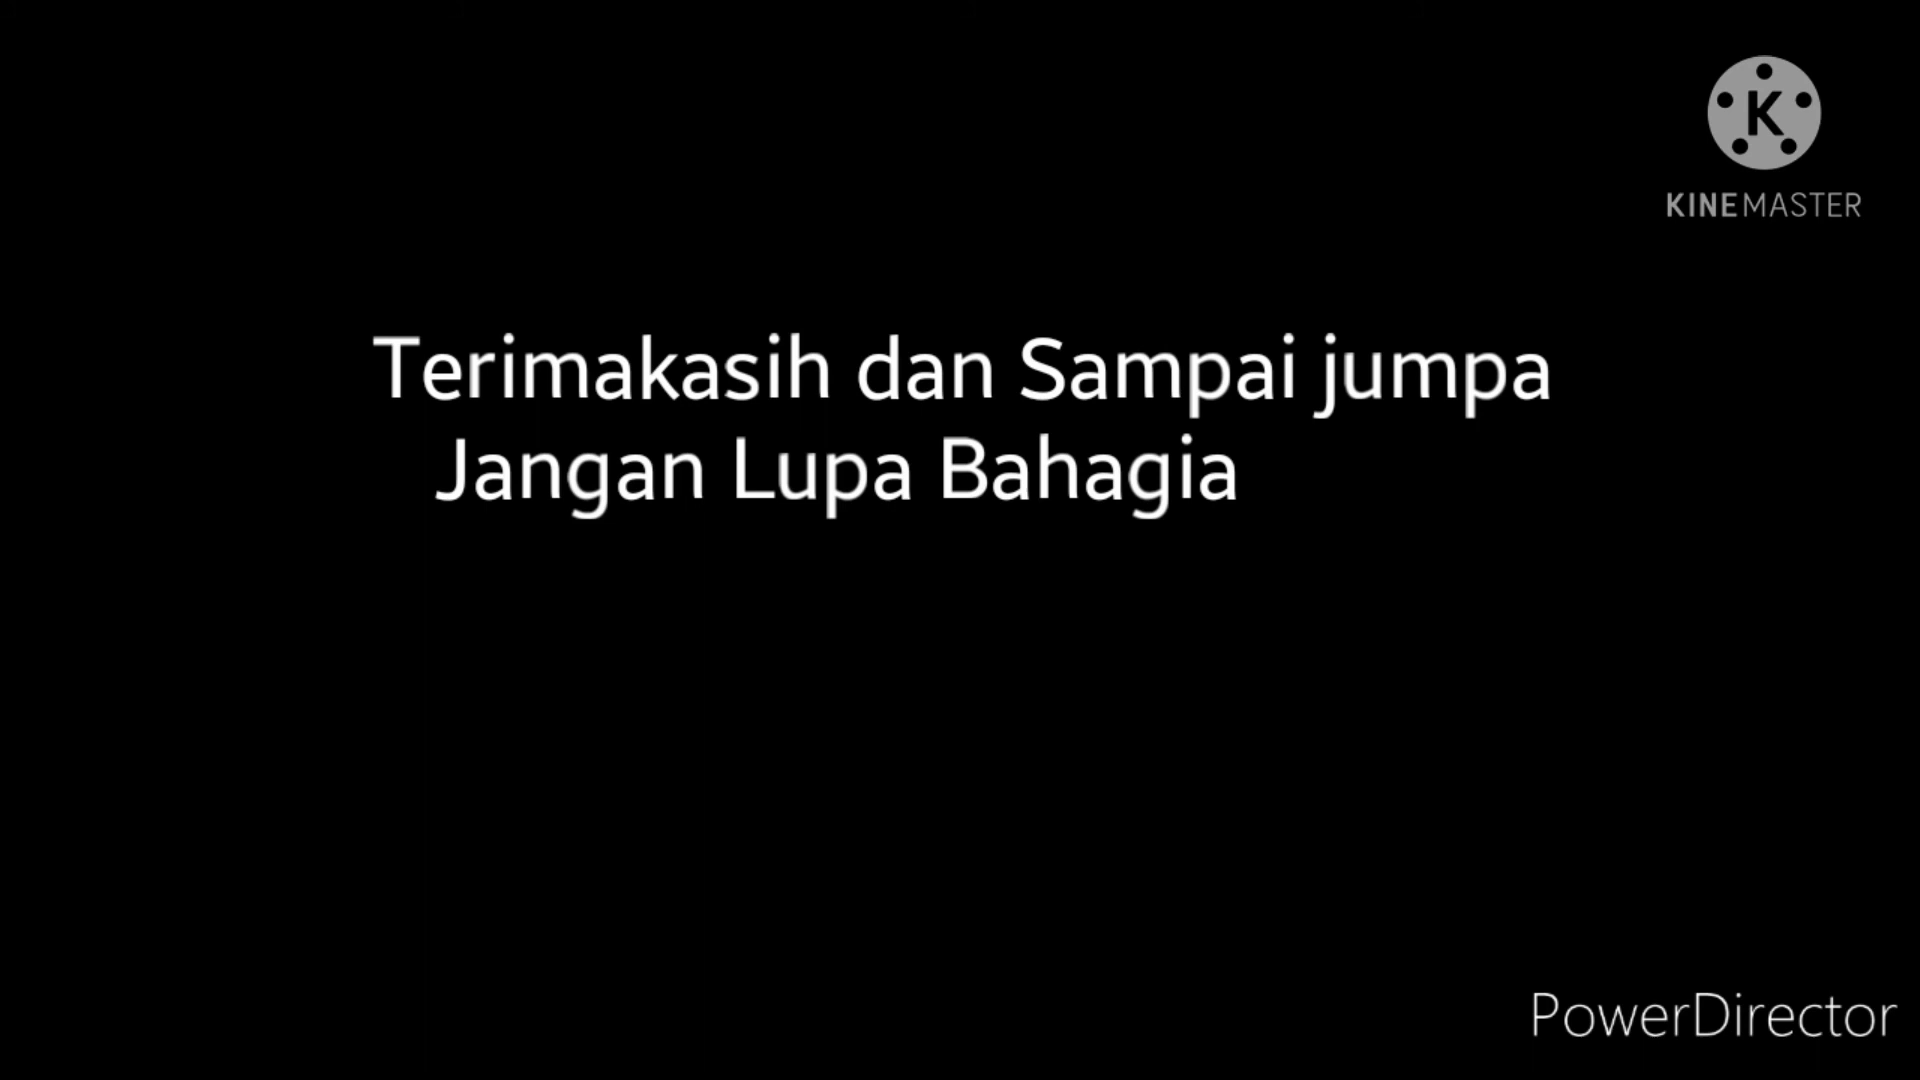 K
KINEMASTER
Terimakasih dan Sampai jumpa
Jangan Lupa Bahagia
PowerDirector